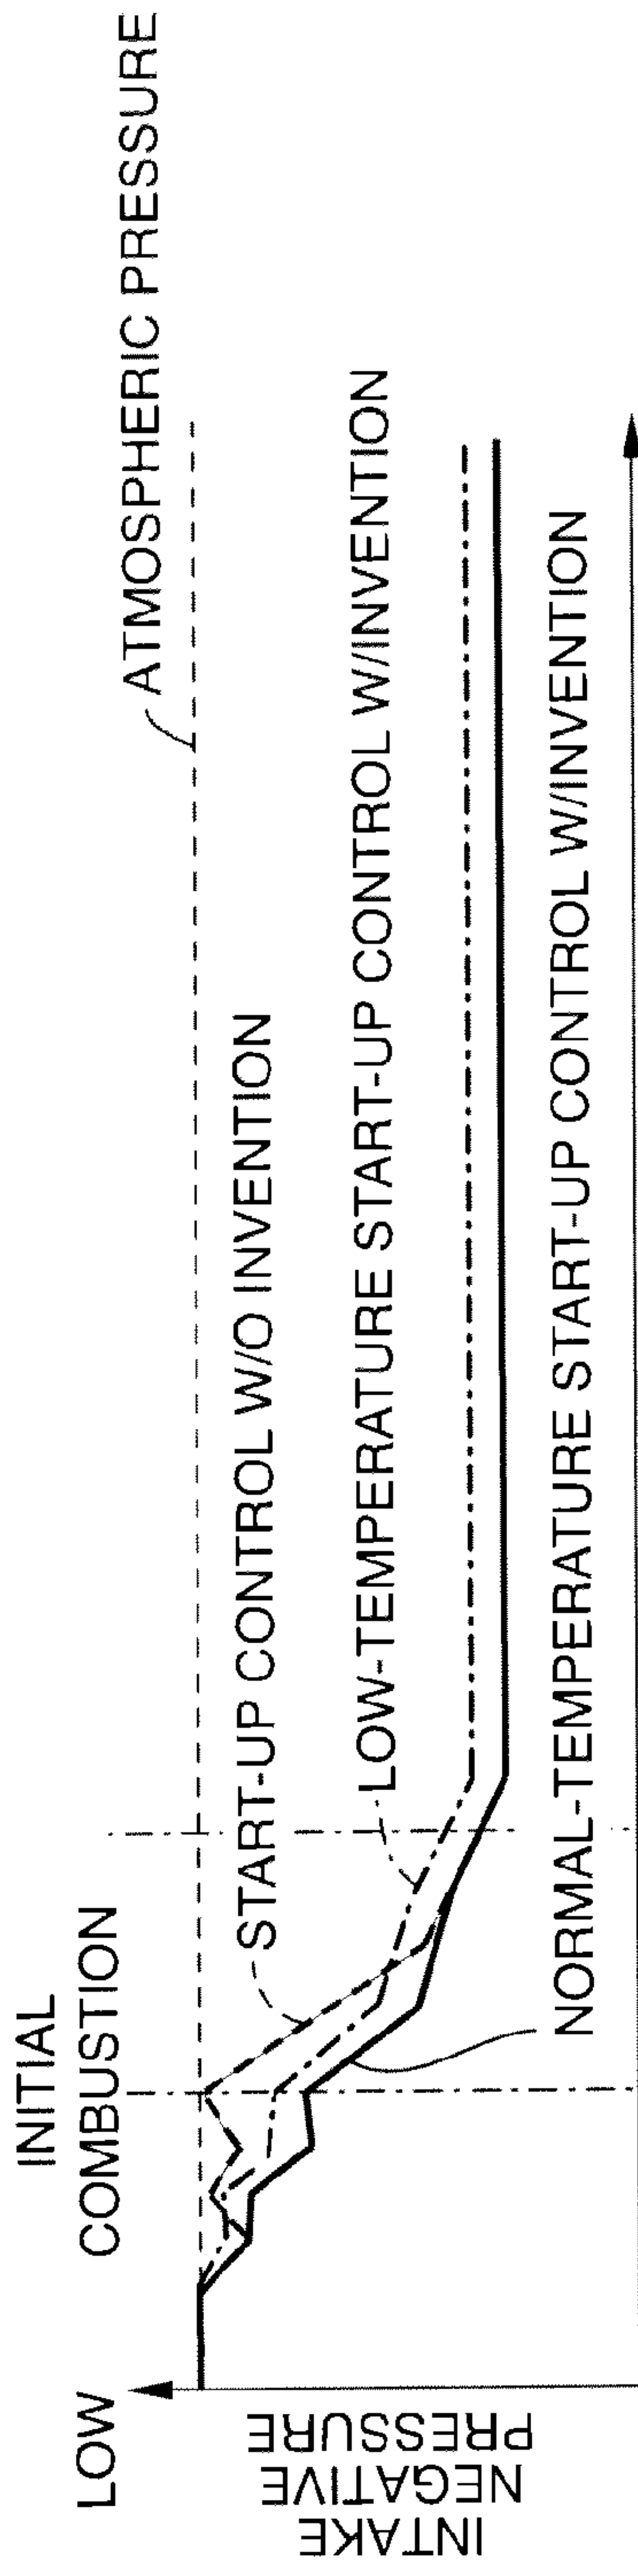 INITIAL
COMBUSTION
LOW
ATMOSPHERIC PRESSURE
START-UP CONTROL W/O INVENTION
LOW-TEMPERATURE START-UP CONTROL W/INVENTION
NORMAL-TEMPERATURE START-UP CONTROL W/INVENTION
INTAKE
NEGATIVE
PRESSURE